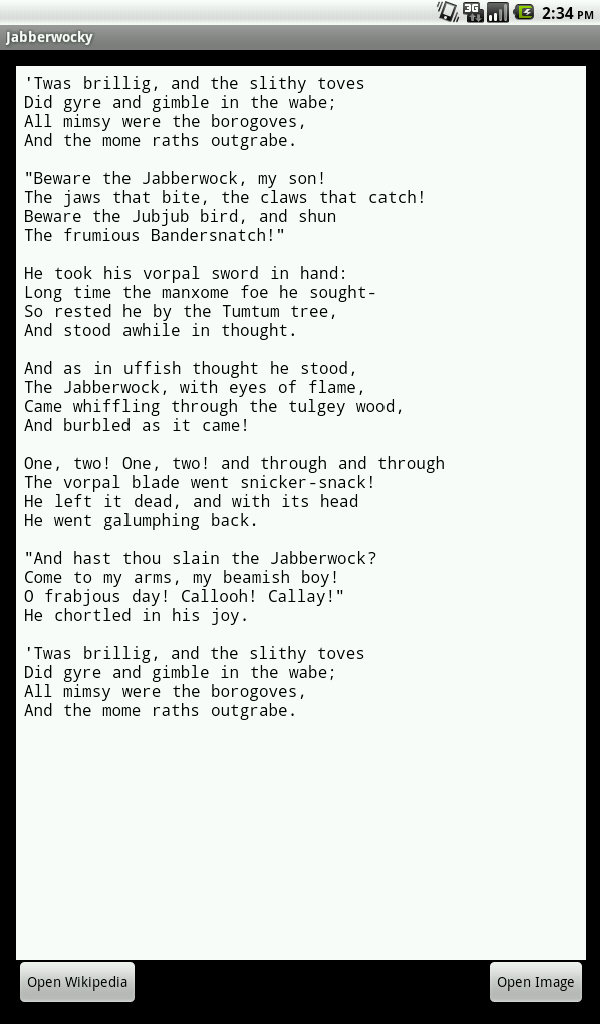 3G 2:34 PM
Jabberwocky
'Twas brillig, and the slithy toves
Did gyre and gimble in the wabe;
All mimsy were the borogoves,
And the mome raths outgrabe.
"Beware the Jabberwock, my son!
The jaws that bite, the claws that catch!
Beware the Jubjub bird, and shun
The frumious Bandersnatch!"
He took his vorpal sword in hand:
Long time the manxome foe he sought-
So rested he by the Tumtum tree,
And stood awhile in thought.
And as in uffish thought he stood,
The Jabberwock, with eyes of flame,
Came whiffling through the tulgey wood,
And burbled as it came!
One, two! One, two! and through and through
The vorpal blade went snicker-snack!
He left it dead, and with its head
He went galumphing back.
"And hast thou slain the Jabberwock?
Come to my arms, my beamish boy!
O frabjous day! Callooh! Callay!"
He chortled in his joy.
'Twas brillig, and the slithy toves
Did gyre and gimble in the wabe;
All mimsy were the borogoves,
And the mome raths outgrabe.
Open Wikipedia
Open Image